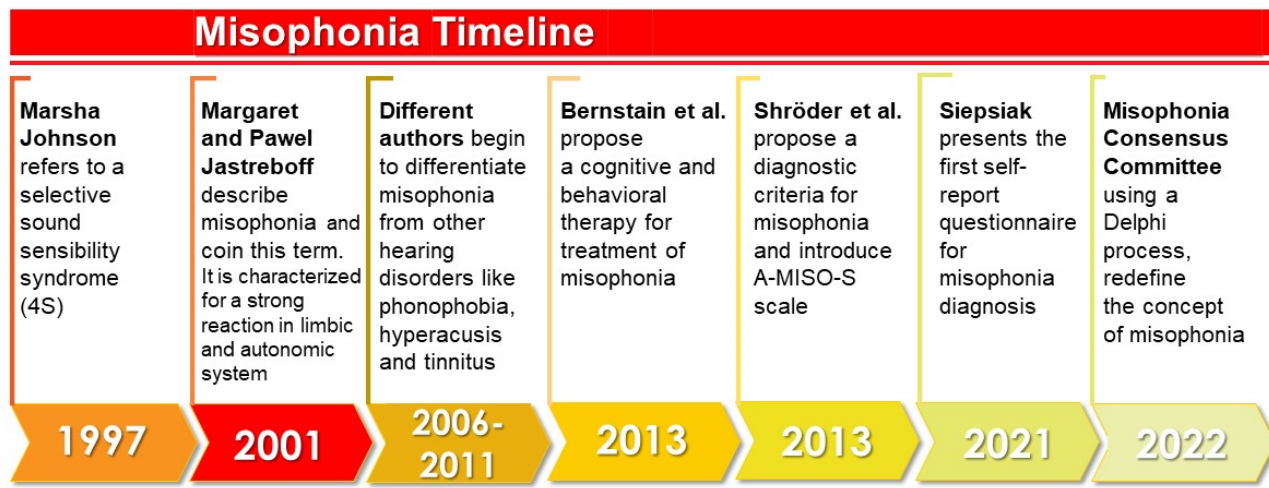 Misophonia Timeline
Marsha
Johnson
refers to a
selective
sound
sensibility
syndrome
(4S)
Margaret
and Pawel
Jastreboff
describe
misophonia and
coin this term.
It is characterized
for a strong
reaction in limbic
and autonomic
system
Different
authors begin
to differentiate
misophonia
from other
hearing
disorders like
phonophobia,
hyperacusis
and tinnitus
Bernstain et al.
propose
a cognitive and
behavioral
therapy for
treatment of
misophonia
Shröder et al.
propose a
diagnostic
criteria for
misophonia
and introduce
A-MISO-S
scale
Siepsiak
presents the
first self-
report
questionnaire
for
misophonia
diagnosis
Misophonia
Consensus
Committee
using a
Delphi
process,
redefine
the concept
of misophonia
1997
2001
2006-
2011
2013
2013
2021
2022